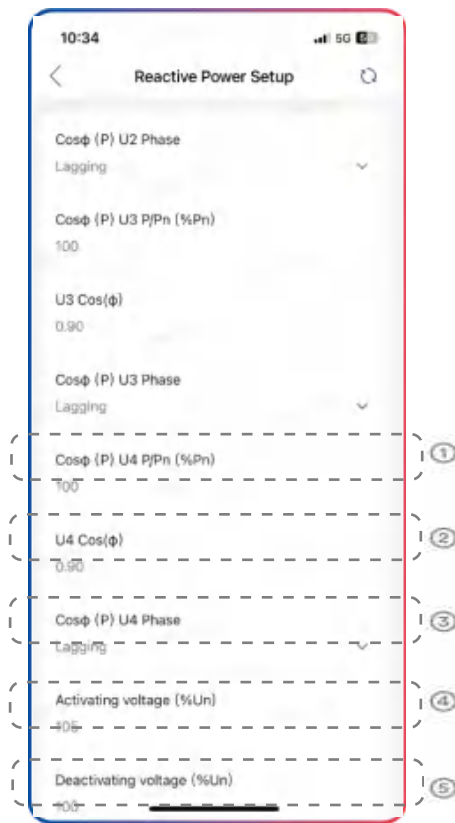 10:34
5G
Reactive Power Setup
Cosφ (P) U2 Phase
Lagging
Cosφ (P) U3 P/Pn (%Pn)
100
U3 Cos(φ)
0.90
Cosφ (P) U3 Phase
Lagging
Cosφ (P) U4 P/Pn (%Pn)
100
①
U4 Cos(φ)
0.90
②
Cosφ (P) U4 Phase
Lagging
③
Activating voltage (%Un)
105
④
Deactivating voltage (%Un)
100
⑤